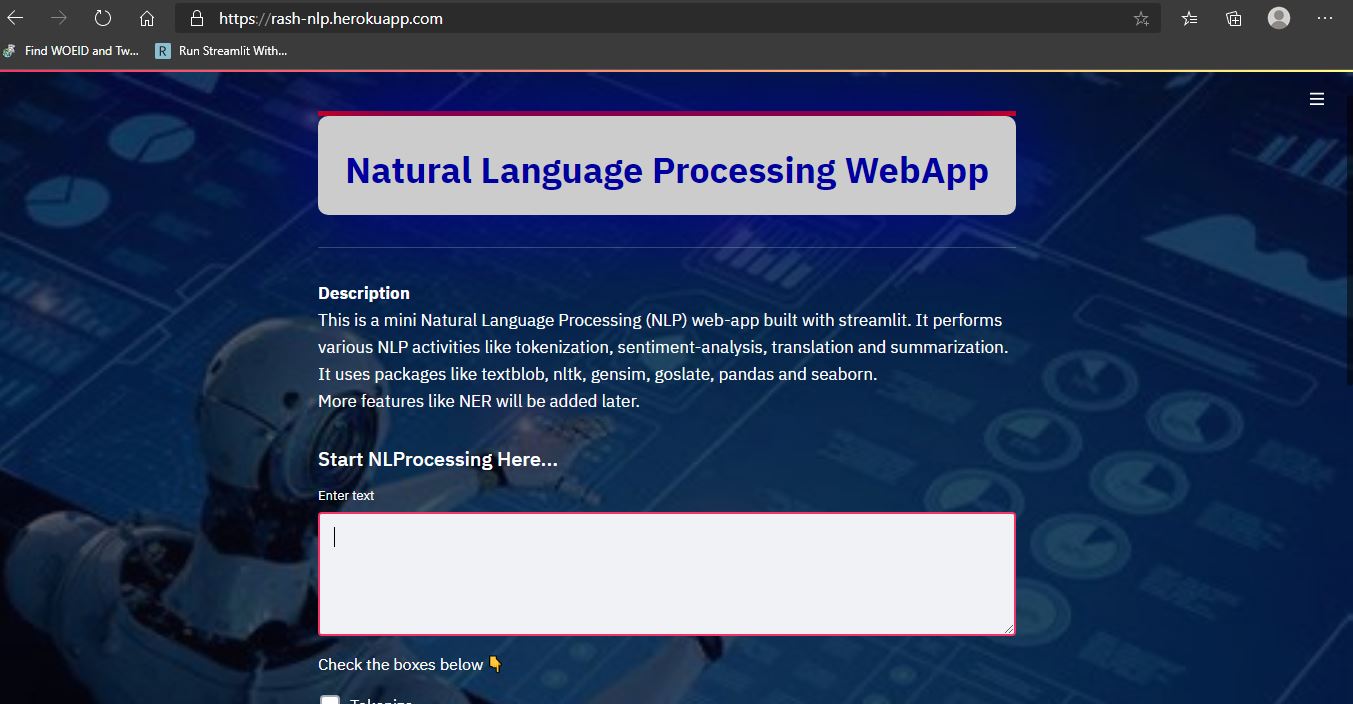 https://rash-nlp.herokuapp.com
Find WOEID and Tw...
R Run Streamlit With...
Natural Language Processing WebApp
Description
This is a mini Natural Language Processing (NLP) web-app built with streamlit. It performs
various NLP activities like tokenization, sentiment-analysis, translation and summarization.
It uses packages like textblob, nltk, gensim, goslate, pandas and seaborn.
More features like NER will be added later.
Start NLProcessing Here...
Enter text
Check the boxes below 👇
Tokenize